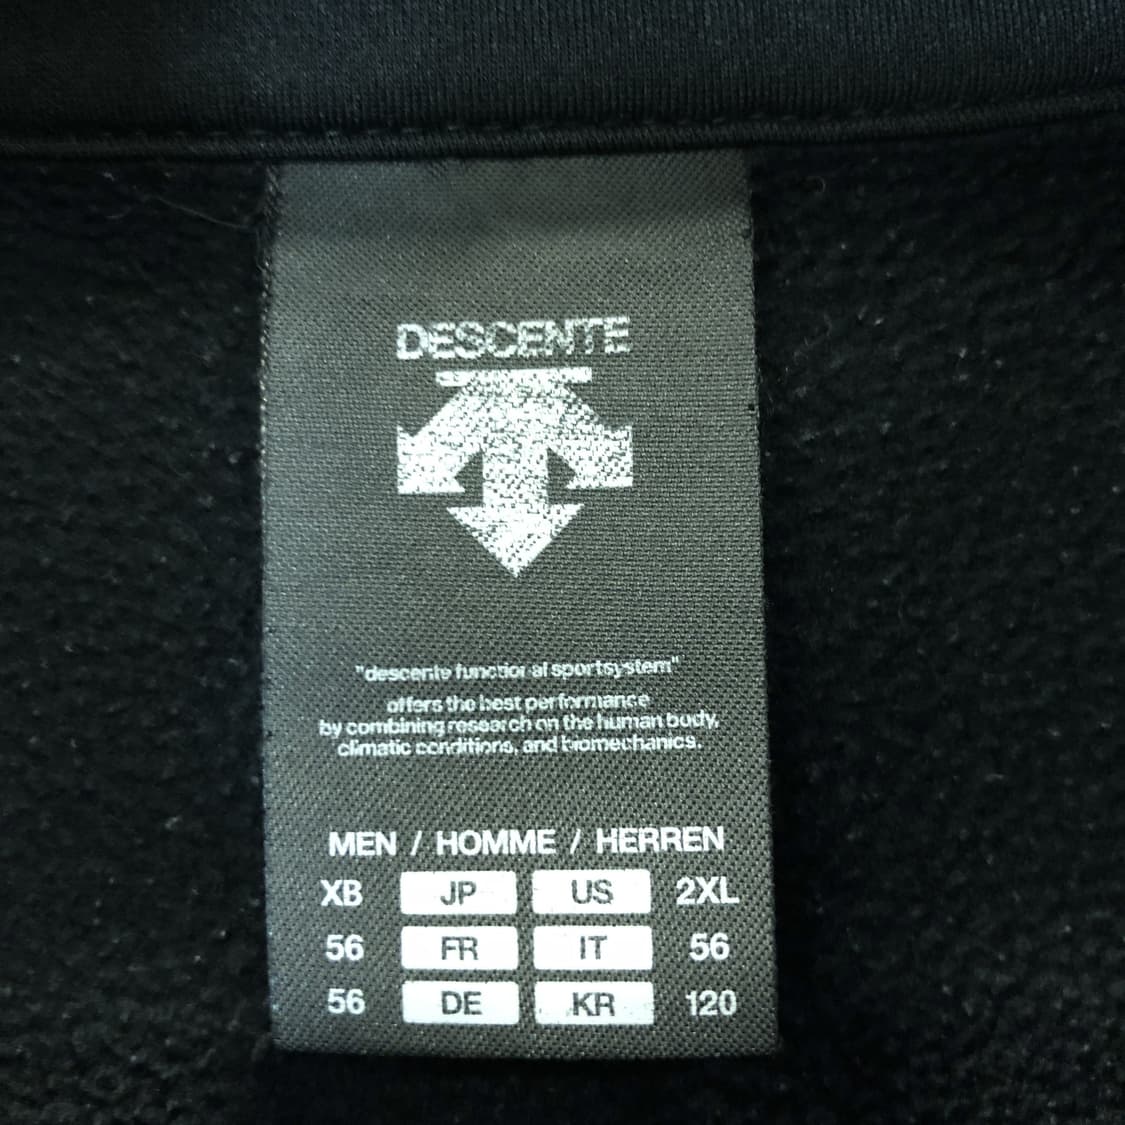 DESCENTE
"descente functional sportsystem"
offers the best performance
by combining research on the human body,
climatic conditions, and biomechanics.
MEN / HOMME / HERREN
XB JP US 2XL
56 FR IT 56
56 DE KR 120